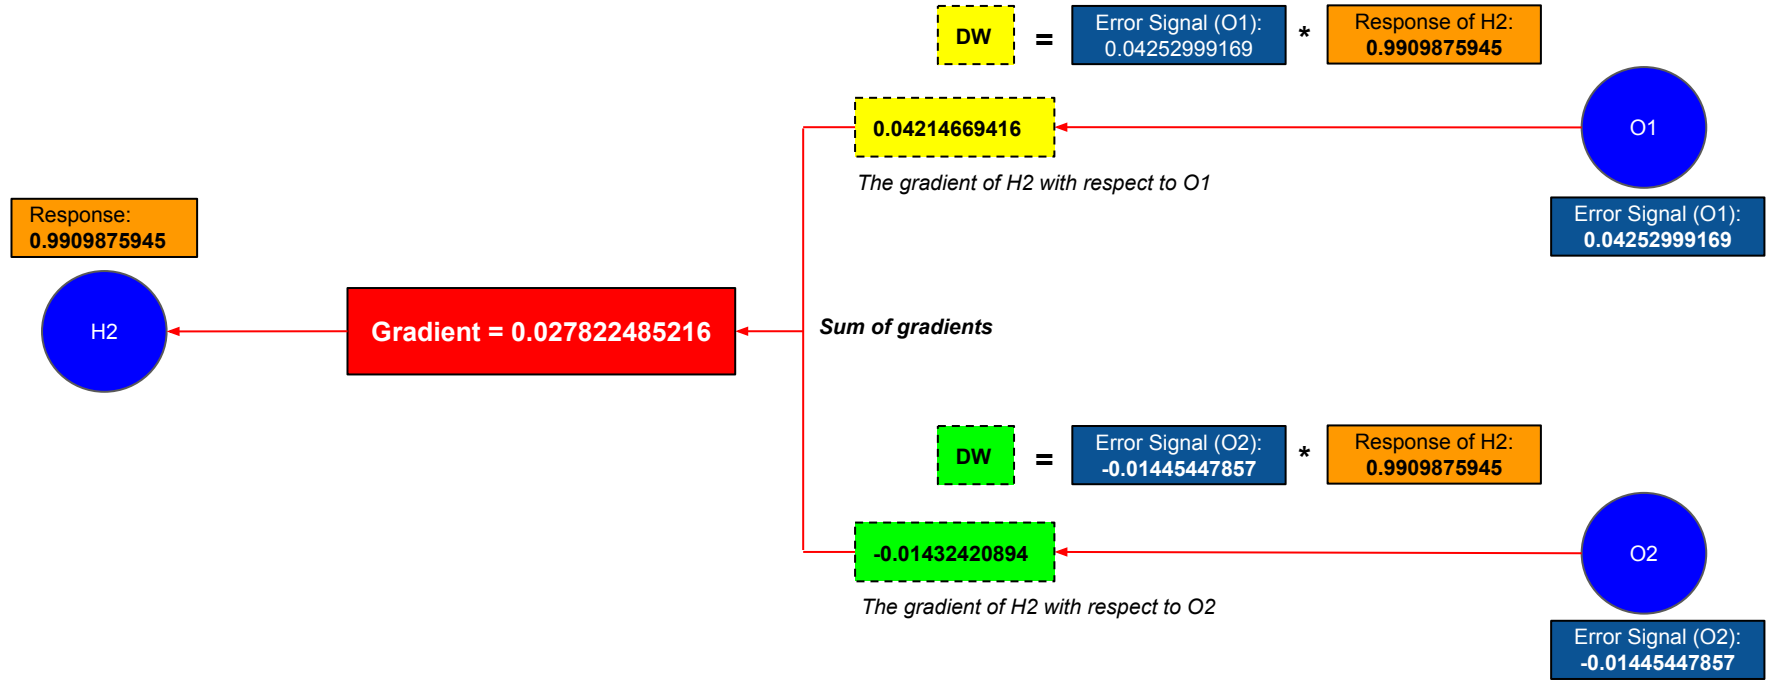 DW = Error Signal (O1): * Response of H2:
0.04252999169 0.9909875945
0.04214669416
O1
The gradient of H2 with respect to O1
Error Signal (O1):
0.04252999169
Response:
0.9909875945
H2
Gradient = 0.027822485216
Sum of gradients
DW = Error Signal (O2): * Response of H2:
-0.01445447857 0.9909875945
-0.01432420894
O2
The gradient of H2 with respect to O2
Error Signal (O2):
-0.01445447857